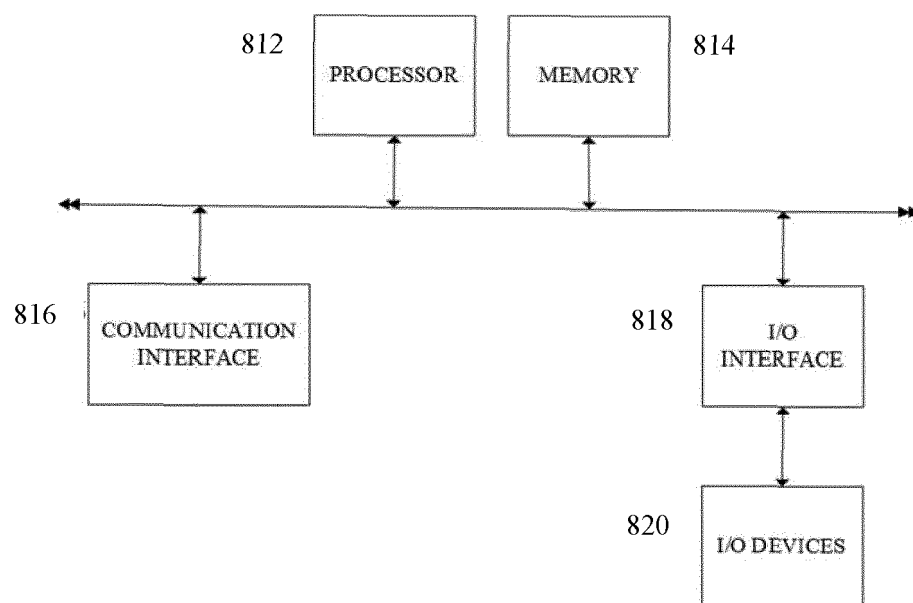 812
PROCESSOR
MEMORY
814
816
COMMUNICATION
INTERFACE
818
I/O
INTERFACE
820
I/O DEVICES